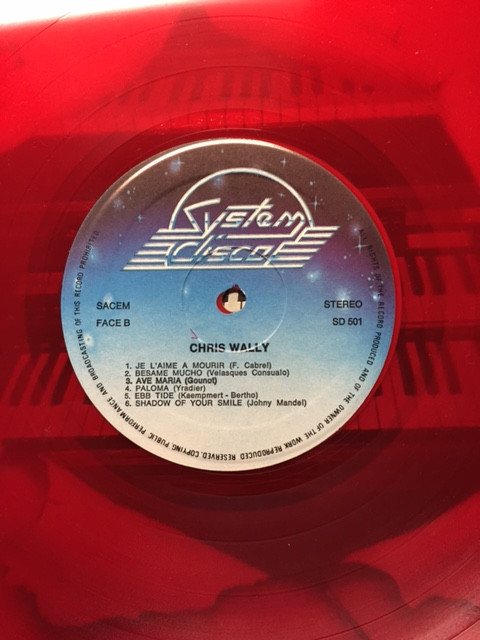 System
Disco
SACEM
STEREO
FACE B
SD 501
CHRIS WALLY
1. JE L'AIME A MOURIR (F. Cabrel)
2. BESAME MUCHO (Velasques Consualo)
3. AVE MARIA (Gounot)
4. PALOMA (Yradier)
5. EBB TIDE (Kaempmert - Bertho)
6. SHADOW OF YOUR SMILE (Johny Mandel)
ALL RIGHTS OF THE RECORD PRODUCED AND OF THE OWNER OF THE WORK REPRODUCED RESERVED. COPYING, PUBLIC PERFORMANCE AND BROADCASTING OF THIS RECORD PROHIBITED